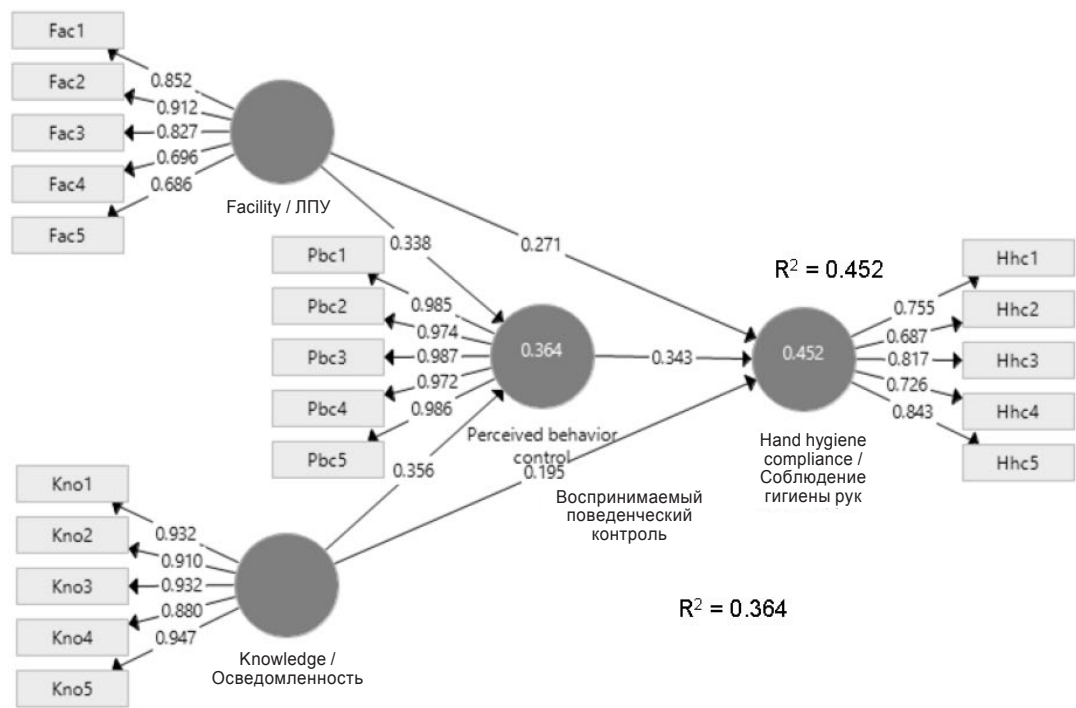 Fac1
Fac2
Fac3
Fac4
Fac5
0.852
0.912
0.827
0.696
0.686
Facility / ЛПУ
0.338
0.271
Pbc1
Pbc2
Pbc3
Pbc4
Pbc5
0.985
0.974
0.987
0.972
0.986
0.364
Perceived behavior
control
Воспринимаемый
поведенческий
контроль
0.343
0.356
0.195
R² = 0.452
0.452
Hand hygiene
compliance /
Соблюдение
гигиены рук
0.755
0.687
0.817
0.726
0.843
Hhc1
Hhc2
Hhc3
Hhc4
Hhc5
Kno1
Kno2
Kno3
Kno4
Kno5
0.932
0.910
0.932
0.880
0.947
Knowledge /
Осведомленность
R² = 0.364